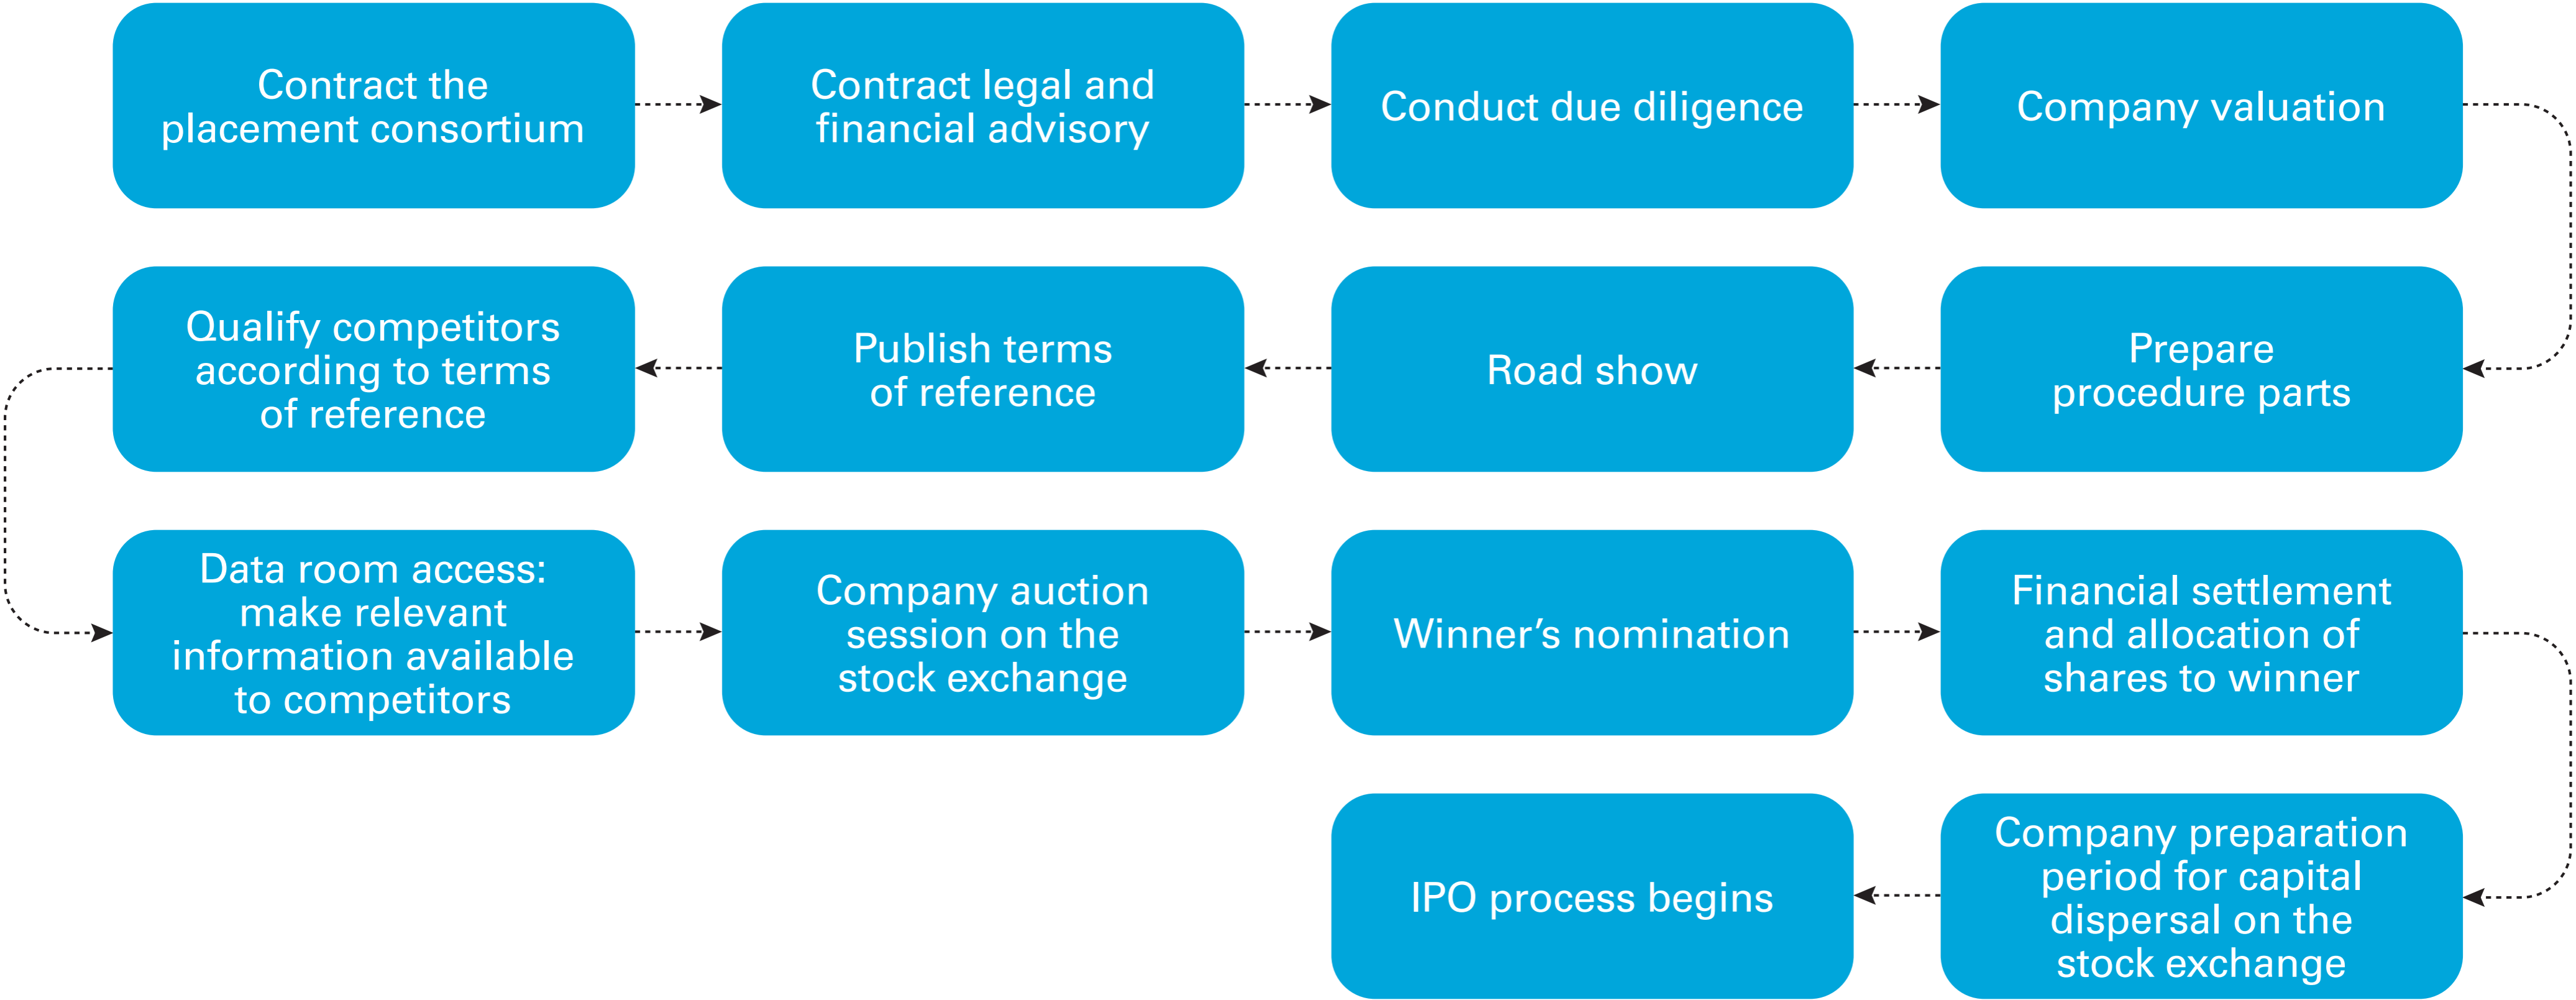 Contract the
placement consortium
Contract legal and
financial advisory
Conduct due diligence
Company valuation
Prepare
procedure parts
Road show
Publish terms
of reference
Qualify competitors
according to terms
of reference
Data room access:
make relevant
information available
to competitors
Company auction
session on the
stock exchange
Winner’s nomination
Financial settlement
and allocation of
shares to winner
Company preparation
period for capital
dispersal on the
stock exchange
IPO process begins